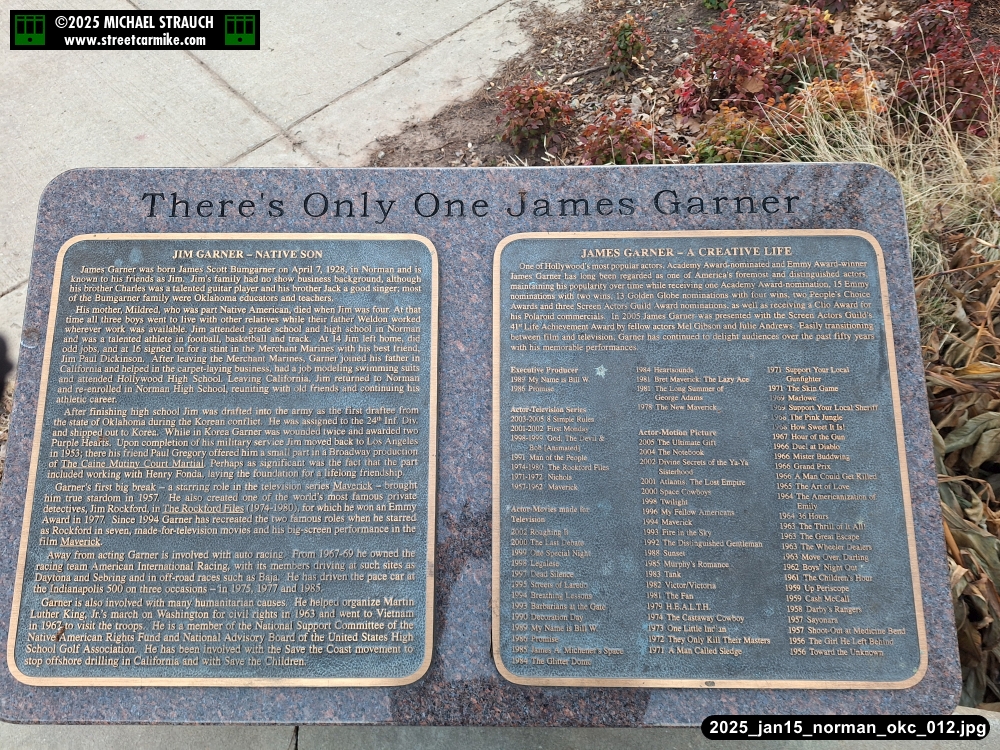 ©2025 MICHAEL STRAUCH
www.streetcarmike.com
There's Only One James Garner
JIM GARNER – NATIVE SON
James Garner was born James Scott Bumgarner on April 7, 1928, in Norman and is
known to his friends as Jim. Jim's family had no show business background, although
his brother Charles was a talented guitar player and his brother Jack a good singer; most
of the Bumgarner family were Oklahoma educators and teachers.
His mother, Mildred, who was part Native American, died when Jim was four. At that
time all three boys went to live with other relatives while their father Weldon worked
wherever work was available. Jim attended grade school and high school in Norman
and was a talented athlete in football, basketball and track. At 14 Jim left home, did
odd jobs, and at 16 signed on for a stint in the Merchant Marines with his best friend,
Jim Paul Dickinson. After leaving the Merchant Marines, Garner joined his father in
California and helped in the carpet-laying business, had a job modeling swimming suits
and attended Hollywood High School. Leaving California, Jim returned to Norman
and re-enrolled in Norman High School, reuniting with old friends and continuing his
athletic career.
After finishing high school Jim was drafted into the army as the first draftee from
the state of Oklahoma during the Korean conflict. He was assigned to the 24th Inf. Div.
and shipped out to Korea. While in Korea Garner was wounded twice and awarded two
Purple Hearts. Upon completion of his military service Jim moved back to Los Angeles
in 1953; there his friend Paul Gregory offered him a small part in a Broadway production
of The Caine Mutiny Court Martial. Perhaps as significant was the fact that the part
included working with Henry Fonda, laying the foundation for a lifelong friendship.
Garner's first big break – a starring role in the television series Maverick – brought
him true stardom in 1957. He also created one of the world's most famous private
detectives, Jim Rockford, in The Rockford Files (1974-1980), for which he won an Emmy
Award in 1977. Since 1994 Garner has recreated the two famous roles when he starred
as Rockford in seven, made-for-television movies and his big-screen performance in the
film Maverick.
Away from acting Garner is involved with auto racing. From 1967-69 he owned the
racing team American International Racing, with its members driving at such sites as
Daytona and Sebring and in off-road races such as Baja. He has driven the pace car at
the Indianapolis 500 on three occasions – in 1975, 1977 and 1985.
Garner is also involved with many humanitarian causes. He helped organize Martin
Luther King, Jr.'s march on Washington for civil rights in 1963 and went to Vietnam
in 1967 to visit the troops. He is a member of the National Support Committee of the
Native American Rights Fund and National Advisory Board of the United States High
School Golf Association. He has been involved with the Save the Coast movement to
stop offshore drilling in California and with Save the Children.
JAMES GARNER – A CREATIVE LIFE
One of Hollywood's most popular actors, Academy Award-nominated and Emmy Award-winner
James Garner has long been regarded as one of America's foremost and distinguished actors,
maintaining his popularity over time while receiving one Academy Award-nomination, 15 Emmy
nominations with two wins, 13 Golden Globe nominations with four wins, two People's Choice
Awards and three Screen Actors Guild Award nominations, as well as receiving a Clio Award for
his Polaroid commercials. In 2005 James Garner was presented with the Screen Actors Guild's
41st Life Achievement Award by fellow actors Mel Gibson and Julie Andrews. Easily transitioning
between film and television, Garner has continued to delight audiences over the past fifty years
with his memorable performances.
Executive Producer
1989 My Name is Bill W.
1986 Promise
Actor-Television Series
2003-2005 8 Simple Rules
2001-2002 First Monday
1998-1999 God, The Devil &
Bob (Animated)
1991 Man of the People
1974-1980 The Rockford Files
1971-1972 Nichols
1957-1962 Maverick
Actor-Movies made for
Television
2002 Roughing It
2000 The Last Debate
1999 One Special Night
1998 Legalese
1997 Dead Silence
1995 Streets of Laredo
1994 Breathing Lessons
1993 Barbarians at the Gate
1990 Decoration Day
1989 My Name is Bill W.
1986 Promise
1985 James A. Michener's Space
1984 The Glitter Dome
1984 Heartsounds
1981 Bret Maverick: The Lazy Ace
1981 The Long Summer of
George Adams
1978 The New Maverick
Actor-Motion Picture
2005 The Ultimate Gift
2004 The Notebook
2002 Divine Secrets of the Ya-Ya
Sisterhood
2001 Atlantis: The Lost Empire
2000 Space Cowboys
1998 Twilight
1996 My Fellow Americans
1994 Maverick
1993 Fire in the Sky
1992 The Distinguished Gentleman
1988 Sunset
1985 Murphy's Romance
1983 Tank
1982 Victor/Victoria
1981 The Fan
1979 H.E.A.L.T.H.
1974 The Castaway Cowboy
1973 One Little Indian
1972 They Only Kill Their Masters
1971 A Man Called Sledge
1971 Support Your Local
Gunfighter
1971 The Skin Game
1969 Marlowe
1969 Support Your Local Sheriff
1968 The Pink Jungle
1968 How Sweet It Is!
1967 Hour of the Gun
1966 Duel at Diablo
1966 Mister Buddwing
1966 Grand Prix
1966 A Man Could Get Killed
1965 The Art of Love
1964 The Americanization of
Emily
1964 36 Hours
1963 The Thrill of It All!
1963 The Great Escape
1963 The Wheeler Dealers
1963 Move Over, Darling
1962 Boys' Night Out
1961 The Children's Hour
1959 Up Periscope
1959 Cash McCall
1958 Darby's Rangers
1957 Sayonara
1957 Shoot-Out at Medicine Bend
1956 The Girl He Left Behind
1956 Toward the Unknown
2025_jan15_norman_okc_012.jpg